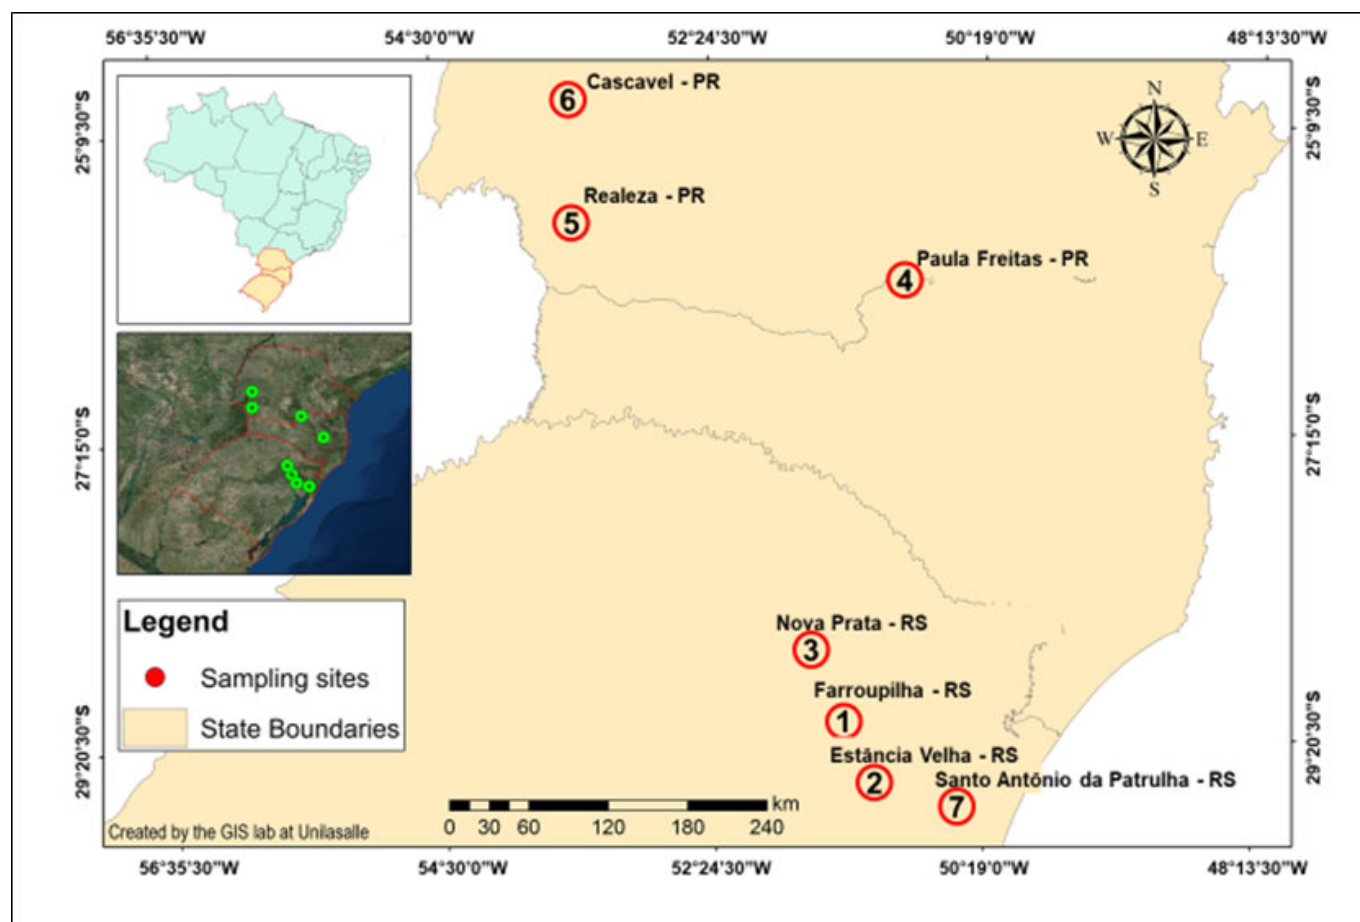 56°35'30"W 54°30'0"W 52°24'30"W 50°19'0"W 48°13'30"W
25°9'30"S
27°15'0"S
29°20'30"S
Cascavel - PR
6
Realeza - PR
5
Paula Freitas - PR
4
N
W E
S
25°9'30"S
27°15'0"S
29°20'30"S
Legend
Sampling sites
State Boundaries
Nova Prata - RS
3
Farroupilha - RS
1
Estância Velha - RS
2
Santo Antônio da Patrulha - RS
7
km
0 30 60 120 180 240
Created by the GIS lab at Unilasalle
56°35'30"W 54°30'0"W 52°24'30"W 50°19'0"W 48°13'30"W